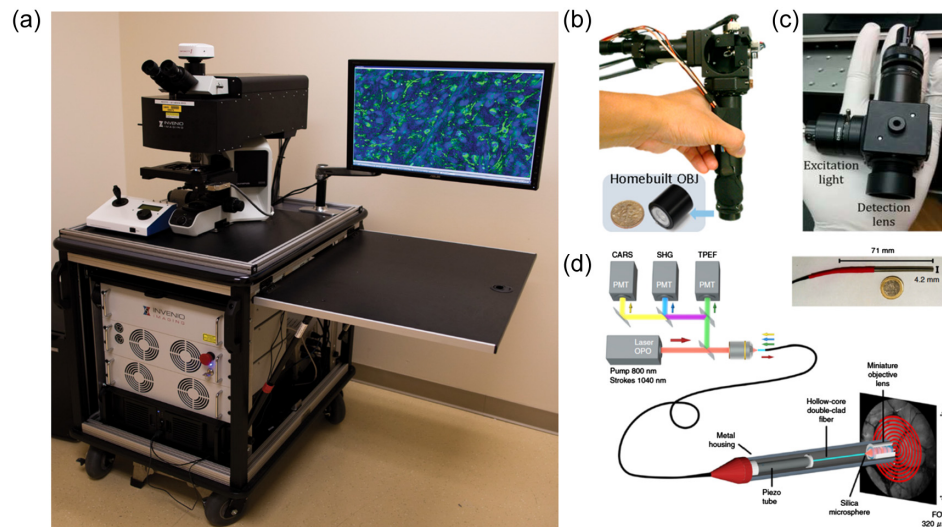 (a)
INVENIO
IMAGING
INVENIO
IMAGING
(b)
Homebuilt OBJ
(c)
Excitation
light
Detection
lens
(d)
CARS
SHG
TPEF
PMT
PMT
PMT
Laser
OPO
Pump 800 nm
Strokes 1040 nm
71 mm
4.2 mm
Miniature
objective
lens
Hollow-core
double-clad
fiber
Metal
housing
Piezo
tube
Silica
microsphere
FO
320